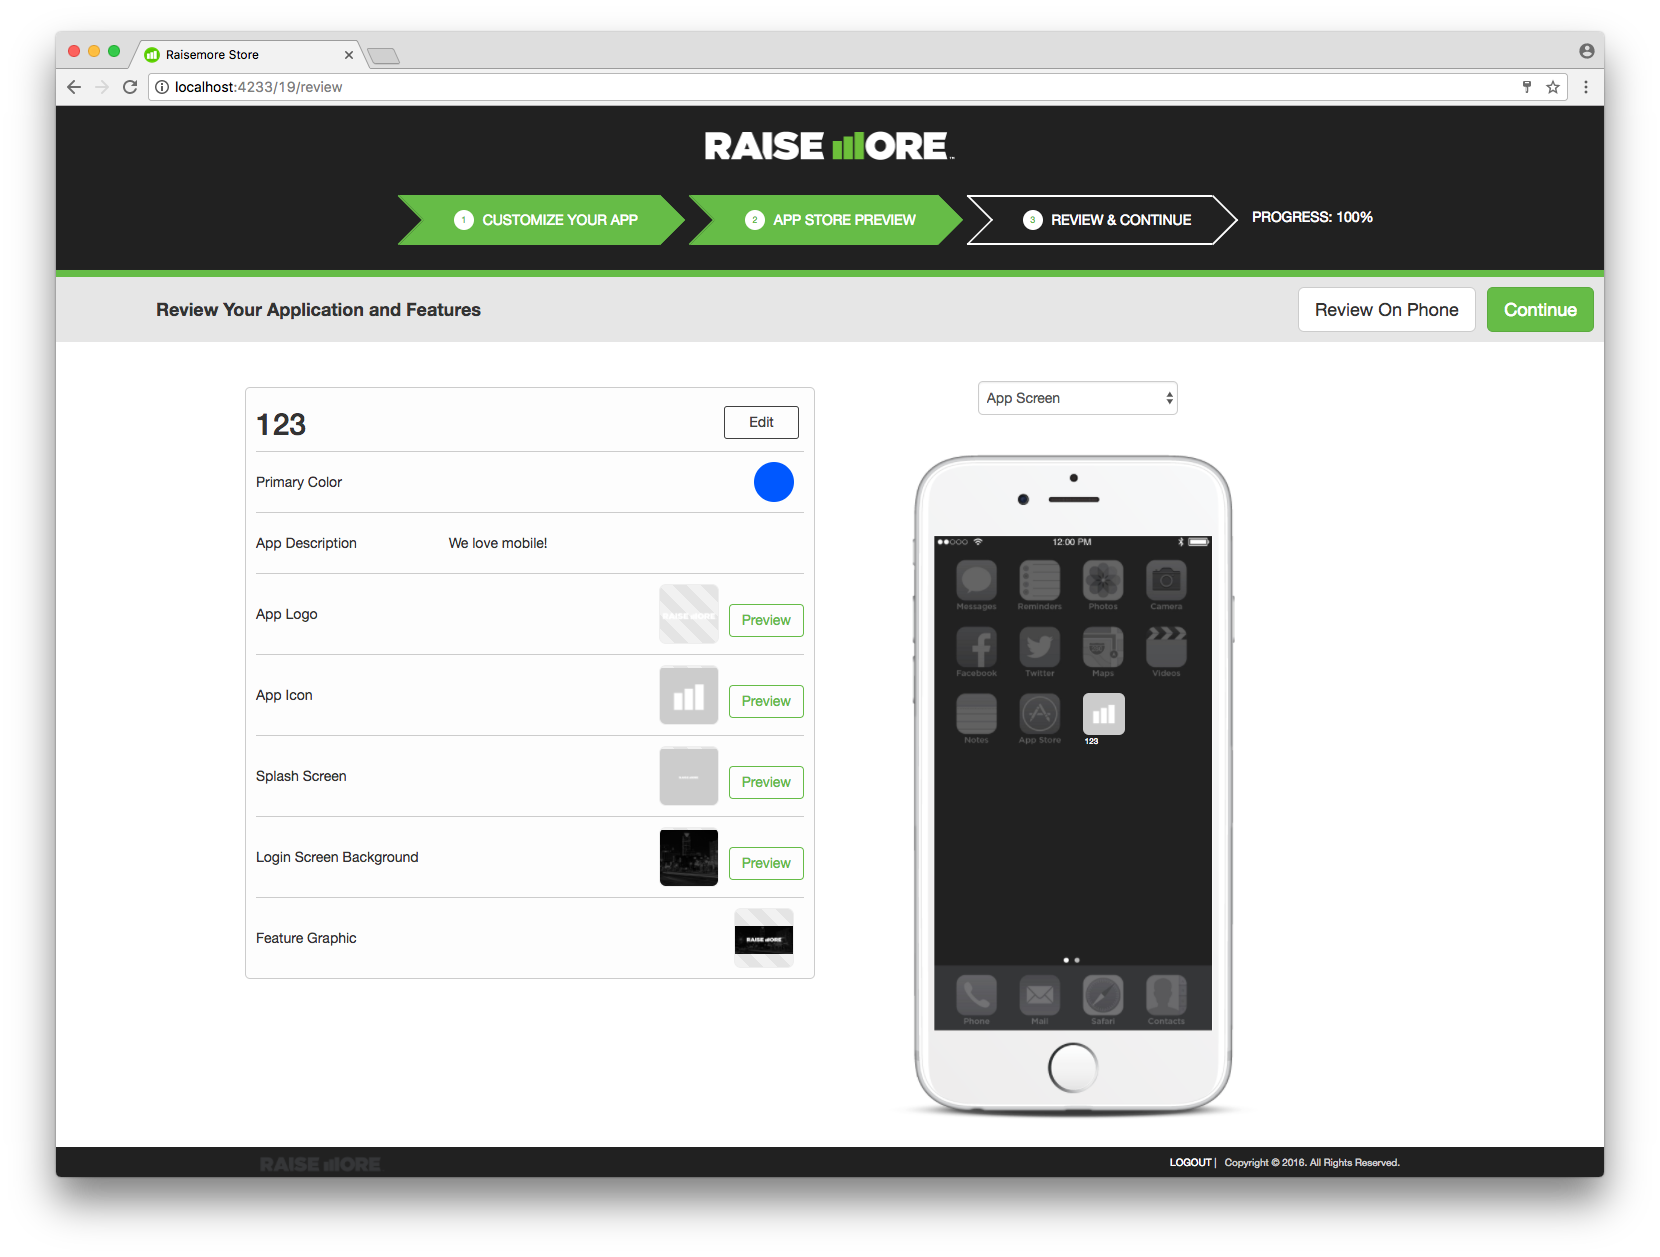 Raisemore Store
localhost:4233/19/review
RAISE MORE™
1 CUSTOMIZE YOUR APP
2 APP STORE PREVIEW
3 REVIEW & CONTINUE
PROGRESS: 100%
Review Your Application and Features
Review On Phone
Continue
123
Edit
Primary Color
App Description We love mobile!
App Logo
RAISE MORE
Preview
App Icon
Preview
Splash Screen
Preview
Login Screen Background
Preview
Feature Graphic
RAISE MORE
App Screen
12:00 PM
Messages Reminders Photos Camera
Facebook Twitter Maps Videos
Notes App Store 123
Phone Mail Safari Contacts
RAISE MORE
LOGOUT | Copyright © 2016. All Rights Reserved.